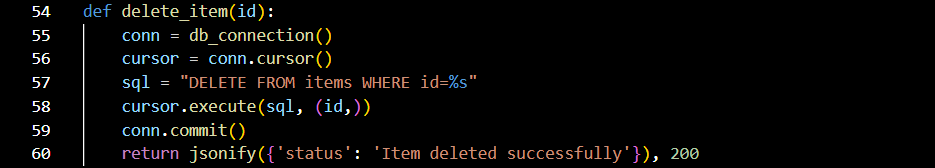 54 def delete_item(id):
55     conn = db_connection()
56     cursor = conn.cursor()
57     sql = "DELETE FROM items WHERE id=%s"
58     cursor.execute(sql, (id,))
59     conn.commit()
60     return jsonify({'status': 'Item deleted successfully'}), 200